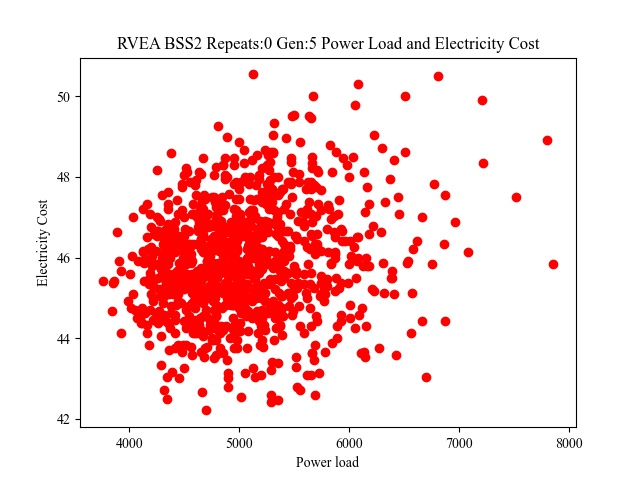 RVEA BSS2 Repeats:0 Gen:5 Power Load and Electricity Cost
50
48
46
44
42
Electricity Cost
4000 5000 6000 7000 8000
Power load